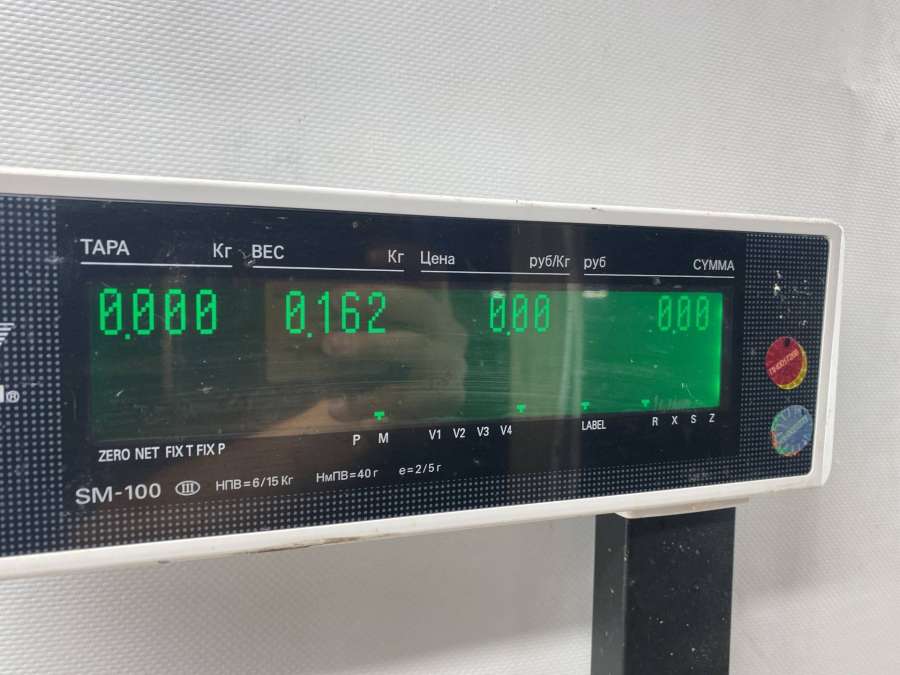 ТАРА Кг ВЕС Кг Цена руб/Кг руб СУММА
0.000 0.162 0.00 0.00
P M V1 V2 V3 V4 LABEL R X S Z
ZERO NET FIX T FIX P
SM-100 III НПВ=6/15 Кг НмПВ=40 г e=2/5 г